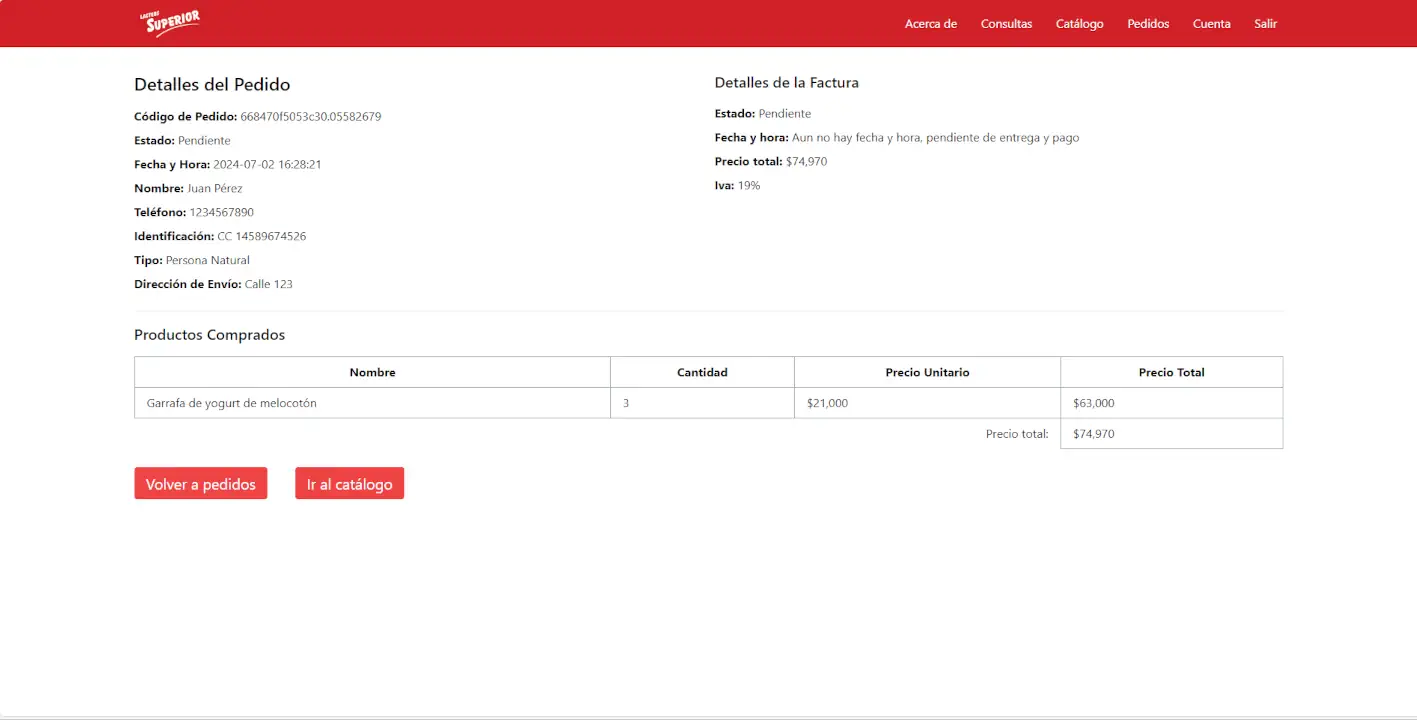 LACTEOS
SUPERIOR
Acerca de Consultas Catálogo Pedidos Cuenta Salir
Detalles del Pedido
Código de Pedido: 668470f5053c30.05582679
Estado: Pendiente
Fecha y Hora: 2024-07-02 16:28:21
Nombre: Juan Pérez
Teléfono: 1234567890
Identificación: CC 14589674526
Tipo: Persona Natural
Dirección de Envío: Calle 123
Detalles de la Factura
Estado: Pendiente
Fecha y hora: Aun no hay fecha y hora, pendiente de entrega y pago
Precio total: $74,970
Iva: 19%
Productos Comprados
Nombre Cantidad Precio Unitario Precio Total
Garrafa de yogurt de melocotón 3 $21,000 $63,000
Precio total: $74,970
Volver a pedidos Ir al catálogo